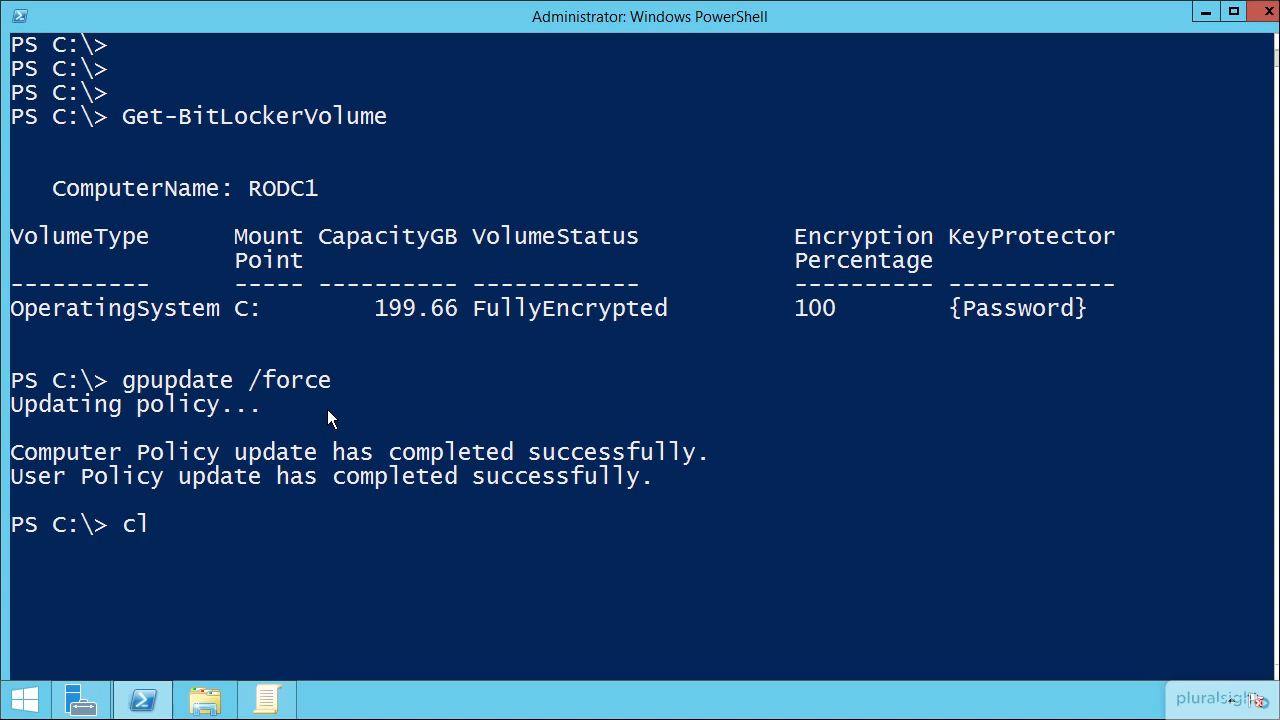 Administrator: Windows PowerShell
PS C:\>
PS C:\>
PS C:\>
PS C:\> Get-BitLockerVolume
ComputerName: RODC1
VolumeType Mount CapacityGB VolumeStatus Encryption KeyProtector
Point Percentage
---------- ----- ---------- ------------ ---------- ------------
OperatingSystem C: 199.66 FullyEncrypted 100 {Password}
PS C:\> gpupdate /force
Updating policy...
Computer Policy update has completed successfully.
User Policy update has completed successfully.
PS C:\> cl
pluralsight